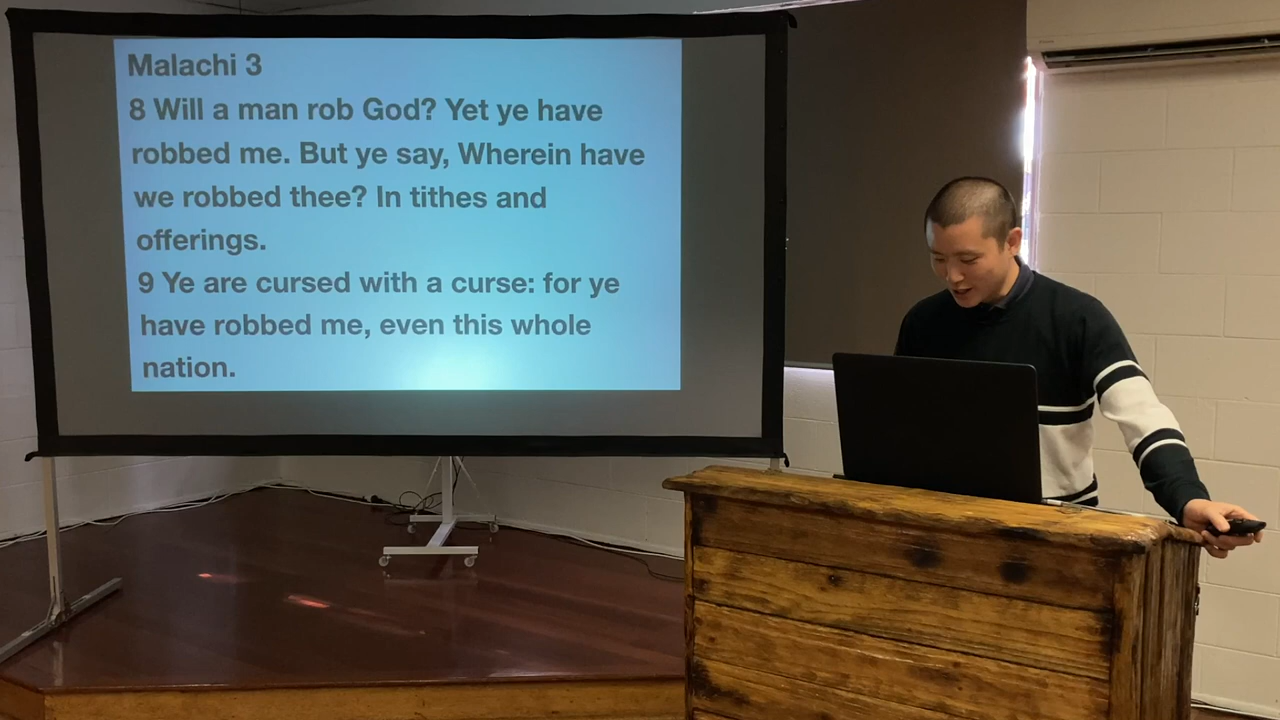 Malachi 3
8 Will a man rob God? Yet ye have
robbed me. But ye say, Wherein have
we robbed thee? In tithes and
offerings.
9 Ye are cursed with a curse: for ye
have robbed me, even this whole
nation.